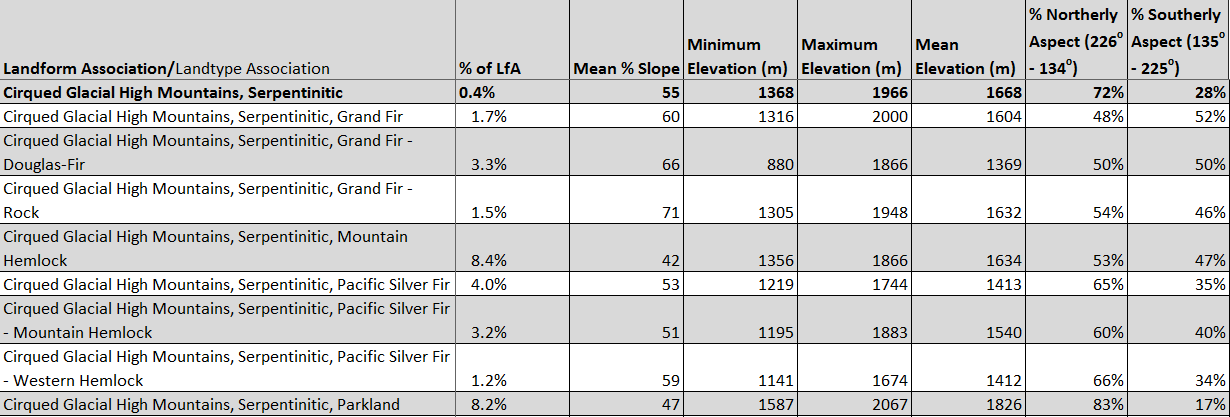 Landform Association/Landtype Association % of LfA Mean % Slope Minimum Elevation (m) Maximum Elevation (m) Mean Elevation (m) % Northerly Aspect (226° - 134°) % Southerly Aspect (135° - 225°)
Cirqued Glacial High Mountains, Serpentinitic 0.4% 55 1368 1966 1668 72% 28%
Cirqued Glacial High Mountains, Serpentinitic, Grand Fir 1.7% 60 1316 2000 1604 48% 52%
Cirqued Glacial High Mountains, Serpentinitic, Grand Fir -
Douglas-Fir 3.3% 66 880 1866 1369 50% 50%
Cirqued Glacial High Mountains, Serpentinitic, Grand Fir -
Rock 1.5% 71 1305 1948 1632 54% 46%
Cirqued Glacial High Mountains, Serpentinitic, Mountain
Hemlock 8.4% 42 1356 1866 1634 53% 47%
Cirqued Glacial High Mountains, Serpentinitic, Pacific Silver Fir 4.0% 53 1219 1744 1413 65% 35%
Cirqued Glacial High Mountains, Serpentinitic, Pacific Silver Fir
- Mountain Hemlock 3.2% 51 1195 1883 1540 60% 40%
Cirqued Glacial High Mountains, Serpentinitic, Pacific Silver Fir
- Western Hemlock 1.2% 59 1141 1674 1412 66% 34%
Cirqued Glacial High Mountains, Serpentinitic, Parkland 8.2% 47 1587 2067 1826 83% 17%